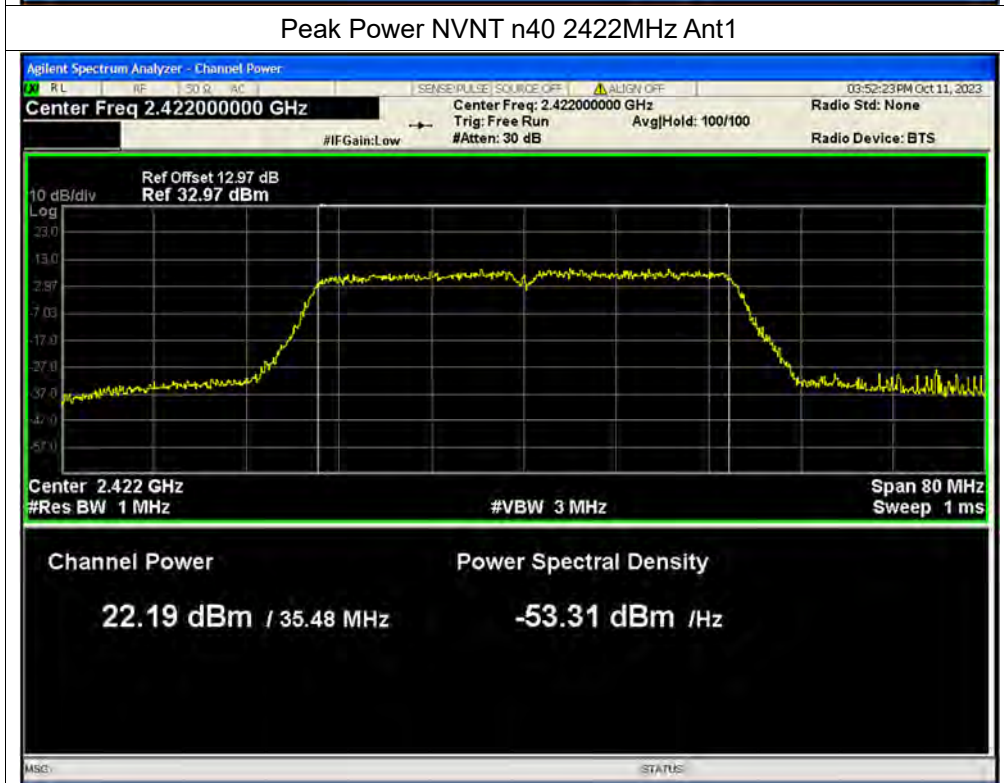 Peak Power NVNT n40 2422MHz Ant1
Agilent Spectrum Analyzer - Channel Power
RL RF 50 Ω AC SENSE:PULSE SOURCE OFF ALIGN OFF 03:52:23 PM Oct 11, 2023
Center Freq 2.422000000 GHz Center Freq: 2.422000000 GHz Radio Std: None
Trig: Free Run Avg|Hold: 100/100
#IFGain:Low #Atten: 30 dB Radio Device: BTS
Ref Offset 12.97 dB
10 dB/div Ref 32.97 dBm
Log
23.0
13.0
2.97
-7.03
-17.0
-27.0
-37.0
-47.0
-57.0
Center 2.422 GHz Span 80 MHz
#Res BW 1 MHz #VBW 3 MHz Sweep 1 ms
Channel Power Power Spectral Density
22.19 dBm / 35.48 MHz -53.31 dBm /Hz
MSG STATUS